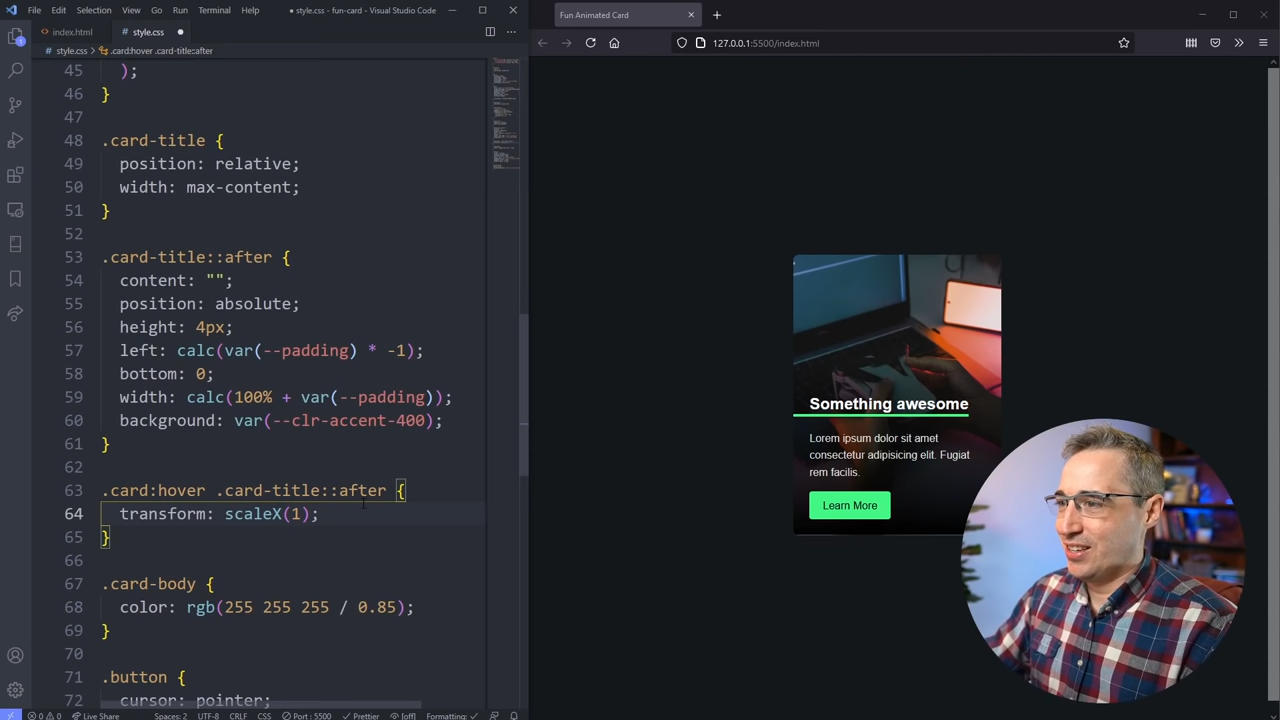 File Edit Selection View Go Run Terminal Help
● style.css - fun-card - Visual Studio Code
index.html
style.css
style.css > .card:hover .card-title::after
45 );
46 }
47
48 .card-title {
49 position: relative;
50 width: max-content;
51 }
52
53 .card-title::after {
54 content: "";
55 position: absolute;
56 height: 4px;
57 left: calc(var(--padding) * -1);
58 bottom: 0;
59 width: calc(100% + var(--padding));
60 background: var(--clr-accent-400);
61 }
62
63 .card:hover .card-title::after {
64 transform: scaleX(1);
65 }
66
67 .card-body {
68 color: rgb(255 255 255 / 0.85);
69 }
70
71 .button {
72 cursor: pointer;
0 0 Live Share Spaces: 2 UTF-8 CRLF CSS Port : 5500 Prettier [off] Formatting: ✓
Fun Animated Card
127.0.0.1:5500/index.html
Something awesome
Lorem ipsum dolor sit amet
consectetur adipisicing elit. Fugiat
rem facilis.
Learn More